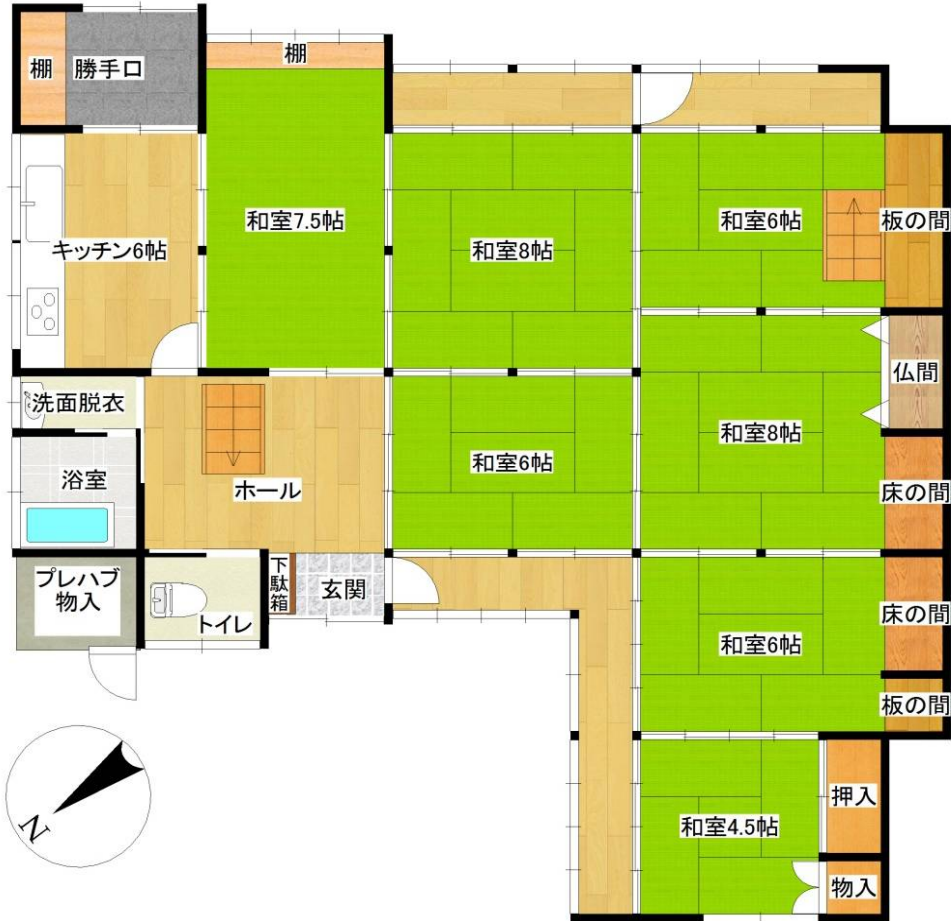 棚
勝手口
棚
キッチン6帖
和室7.5帖
和室8帖
和室6帖
板の間
仏間
洗面脱衣
浴室
ホール
和室6帖
和室8帖
床の間
プレハブ
物入
トイレ
下駄箱
玄関
和室6帖
床の間
板の間
和室4.5帖
押入
物入
N